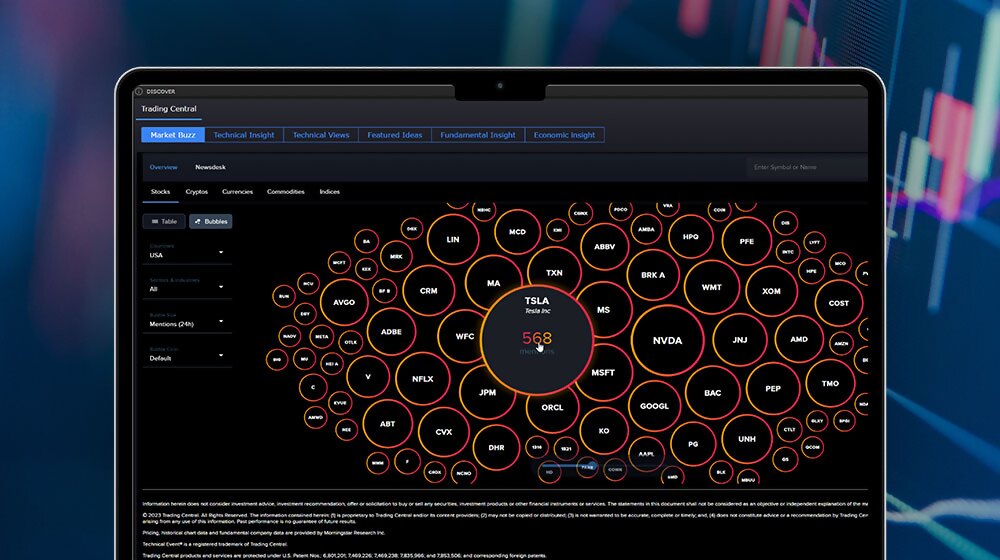 DISCOVER
Trading Central
Market Buzz Technical Insight Technical Views Featured Ideas Fundamental Insight Economic Insight
Overview Newsdesk Enter Symbol or Name
Stocks Cryptos Currencies Commodities Indices
Table Bubbles
Countries
USA
Sectors & Industries
All
Bubble Size
Mentions (24h)
Bubble Color
Default
NBHC CGNX PDCO VRA COIN
DGX LIN MCD KMI ABBV AMBA HPQ PFE DIS
BA MRK INTC LYFT
MCFT KEX CRM MA TXN BRK A WMT XOM HPE MCO
RUN NCU AVGO BF B COST
DBY TSLA
Tesla Inc
MS
NAOV META OTLK ADBE WFC 568 NVDA JNJ AMD AMZN
mentions
BIG MU HEI A V NFLX MSFT BAC PEP TMO
C KYUS JPM ORCL GOOGL
AMWD NEE ABT CVX KO PG UNH CTLT BLKY SPGI
DHR 1316 1821 AAPL GS QCOM
MMM F CROX NCNO HD CONN AMD BLK MBUU
Information herein does not consider investment advice, investment recommendation, offer or solicitation to buy or sell any securities, investment products or other financial instruments or services. The statements in this document shall not be considered as an objective or independent explanation of the
© 2023 Trading Central. All Rights Reserved. The information contained herein: (1) is proprietary to Trading Central and/or its content providers; (2) may not be copied or distributed; (3) is not warranted to be accurate, complete or timely; and, (4) does not constitute advice or a recommendation by Trading Cent
arising from any use of this information. Past performance is no guarantee of future results.
Pricing, historical chart data and fundamental company data are provided by Morningstar Research Inc.
Technical Event® is a registered trademark of Trading Central.
Trading Central products and services are protected under U.S. Patent Nos.: 6,801,201; 7,469,226; 7,469,238; 7,835,966; and 7,853,506; and corresponding foreign patents.